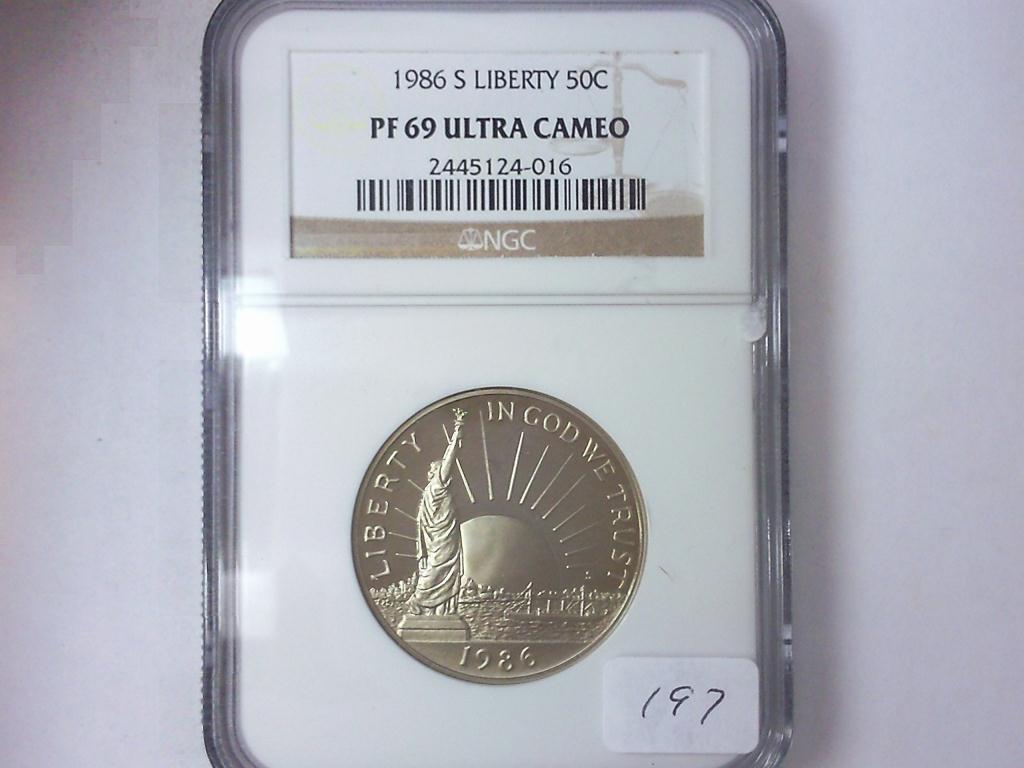 1986 S LIBERTY 50C
PF 69 ULTRA CAMEO
2445124-016
NGC
LIBERTY
IN GOD WE TRUST
1986
197